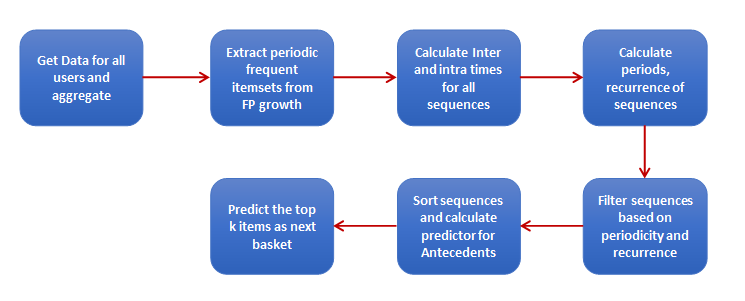 Get Data for all
users and
aggregate
Extract periodic
frequent
itemsets from
FP growth
Calculate Inter
and intra times
for all
sequences
Calculate
periods,
recurrence of
sequences
Filter sequences
based on
periodicity and
recurrence
Sort sequences
and calculate
predictor for
Antecedents
Predict the top
k items as next
basket